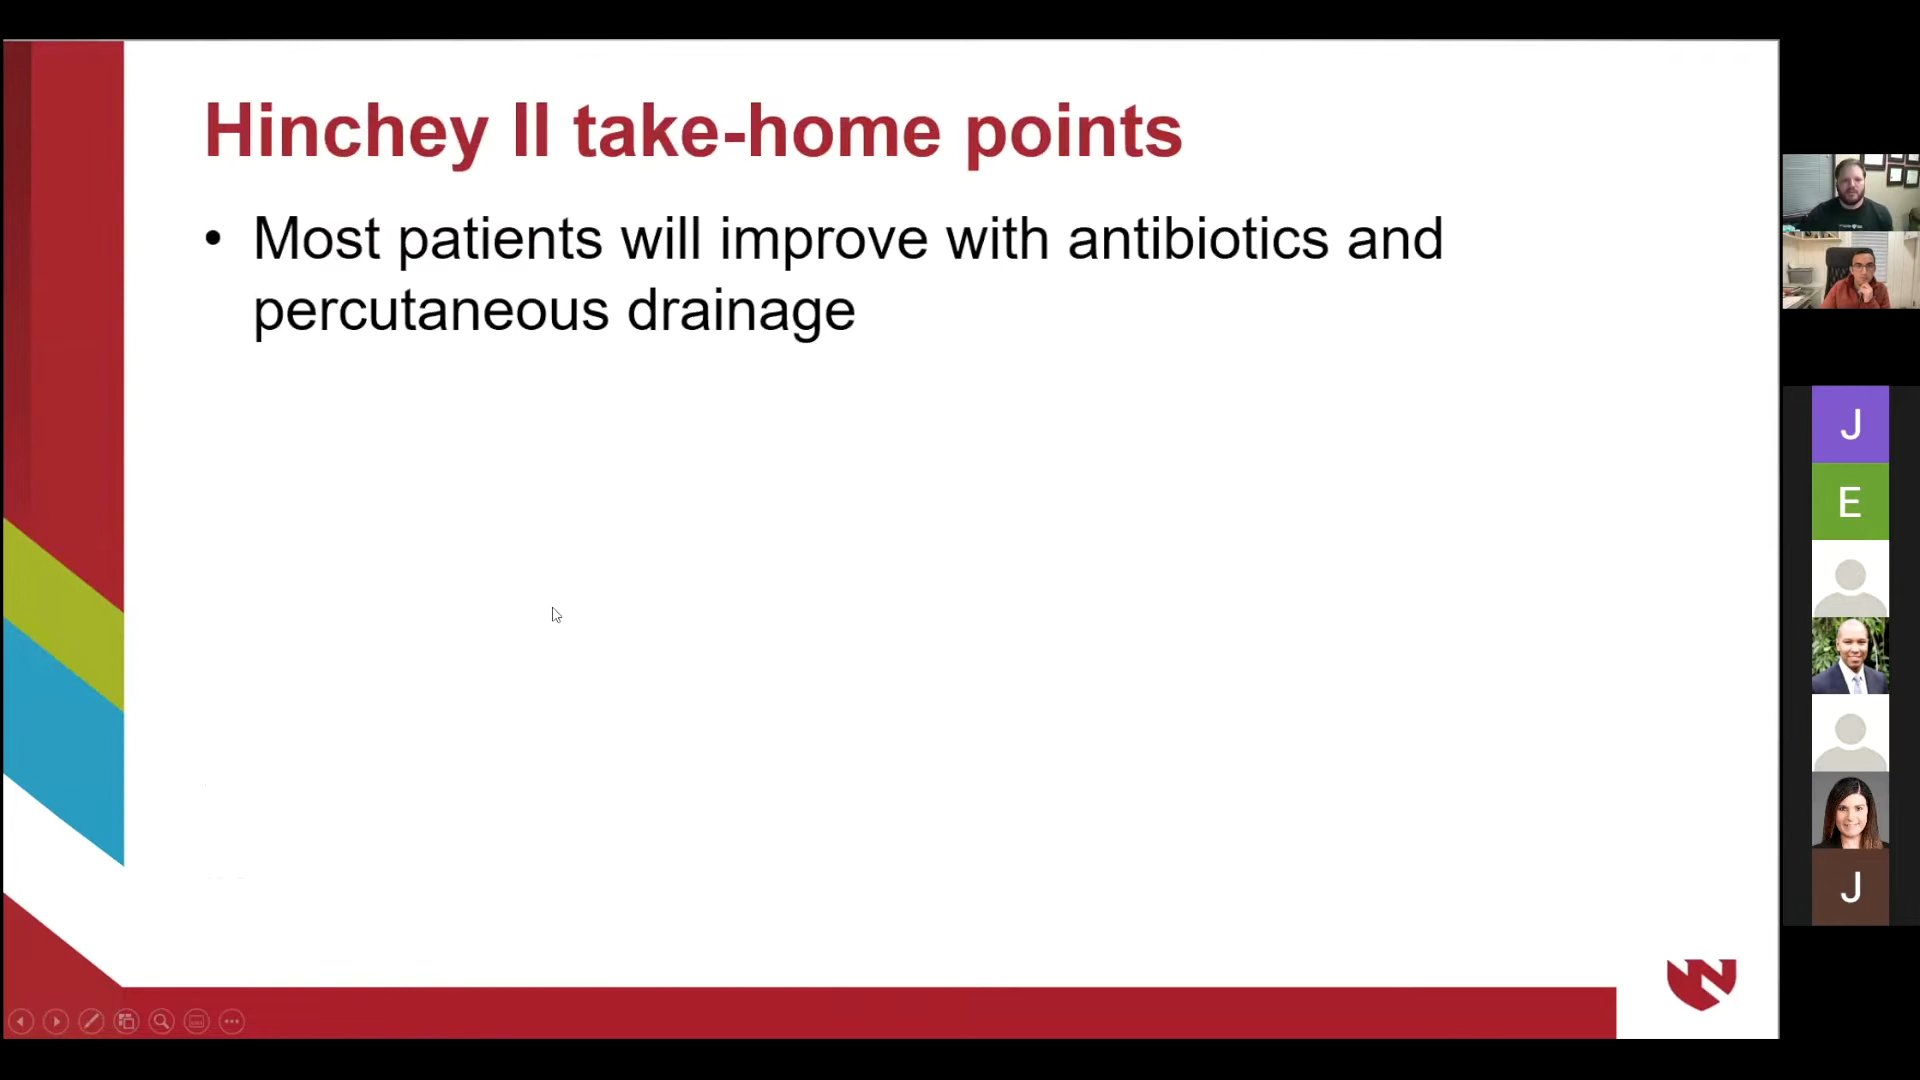 Hinchey II take-home points
• Most patients will improve with antibiotics and
percutaneous drainage
J
E
J